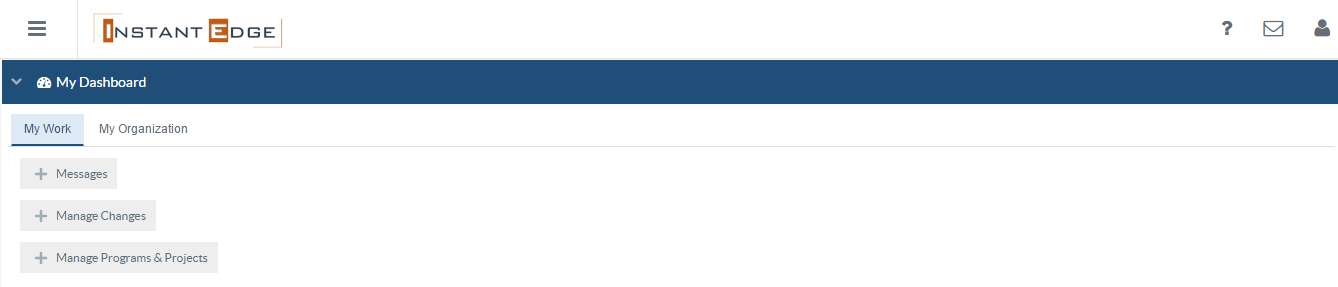 INSTANT EDGE
?
My Dashboard
My Work My Organization
+ Messages
+ Manage Changes
+ Manage Programs & Projects